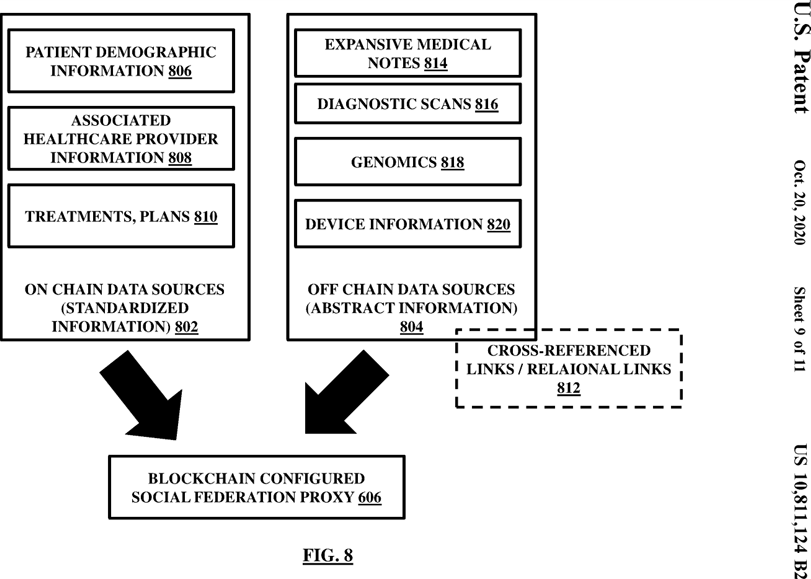 PATIENT DEMOGRAPHIC
INFORMATION 806
ASSOCIATED
HEALTHCARE PROVIDER
INFORMATION 808
TREATMENTS, PLANS 810
ON CHAIN DATA SOURCES
(STANDARDIZED
INFORMATION) 802
EXPANSIVE MEDICAL
NOTES 814
DIAGNOSTIC SCANS 816
GENOMICS 818
DEVICE INFORMATION 820
OFF CHAIN DATA SOURCES
(ABSTRACT INFORMATION)
804
CROSS-REFERENCED
LINKS / RELAIONAL LINKS
812
BLOCKCHAIN CONFIGURED
SOCIAL FEDERATION PROXY 606
FIG. 8
U.S. Patent Oct. 20, 2020 Sheet 9 of 11 US 10,811,124 B2